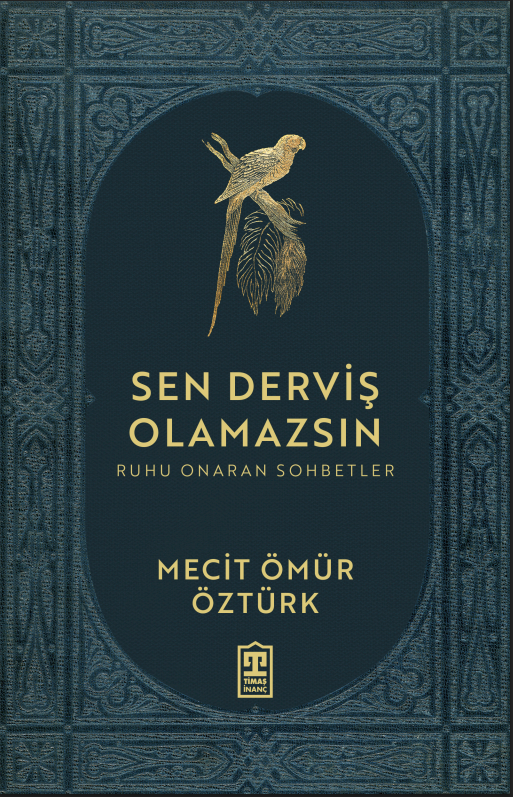 SEN DERVİŞ
OLAMAZSIN
RUHU ONARAN SOHBETLER
MECİT ÖMÜR
ÖZTÜRK
TİMAŞ
İNANÇ